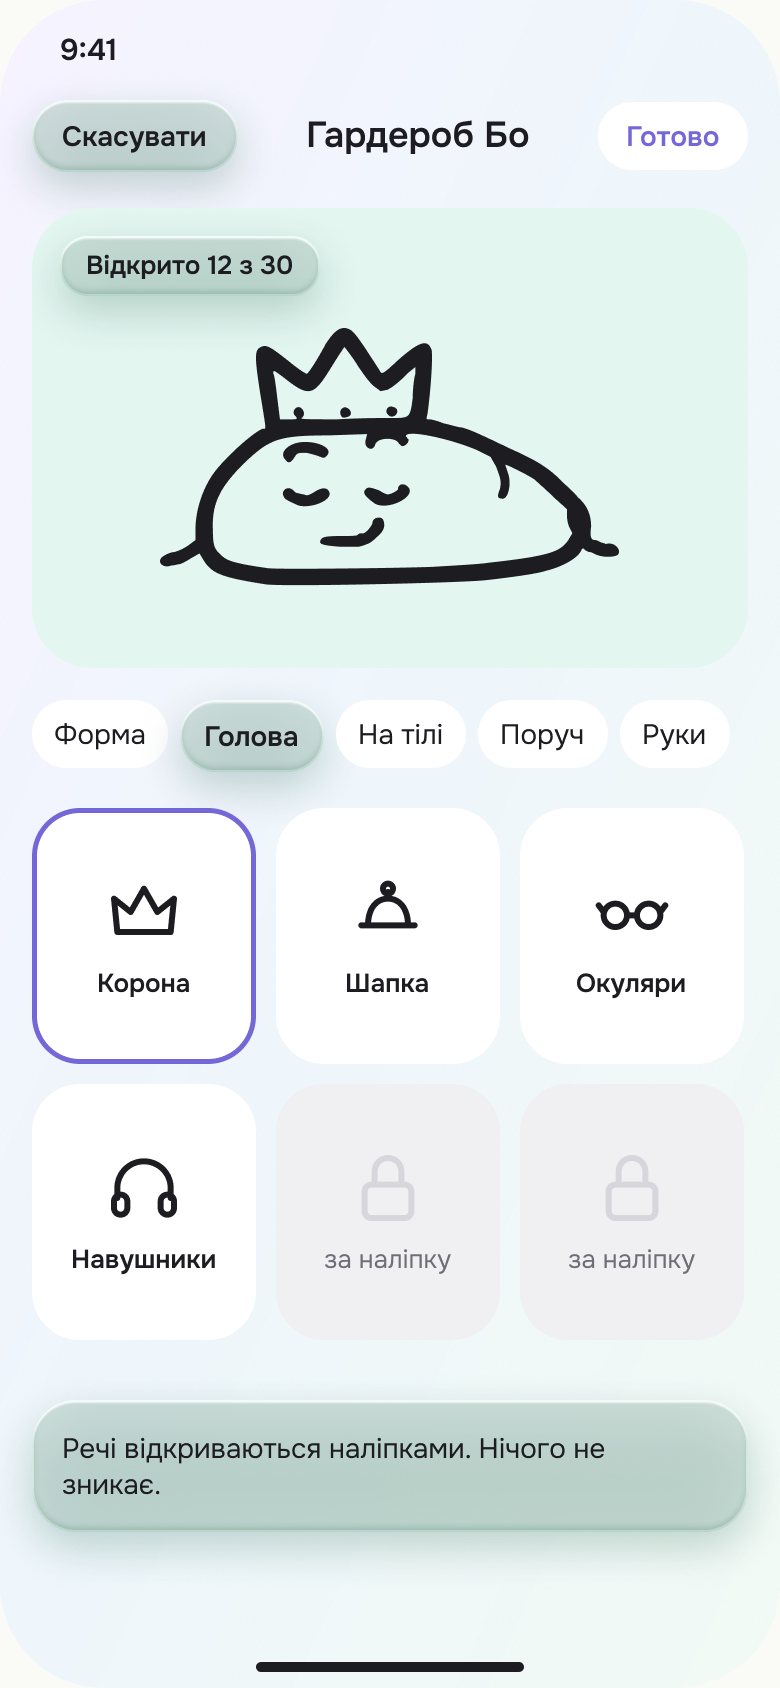 9:41
Скасувати
Гардероб Бо
Готово
Відкрито 12 з 30
Форма
Голова
На тілі
Поруч
Руки
Корона
Шапка
Окуляри
Навушники
за наліпку
за наліпку
Речі відкриваються наліпками. Нічого не
зникає.